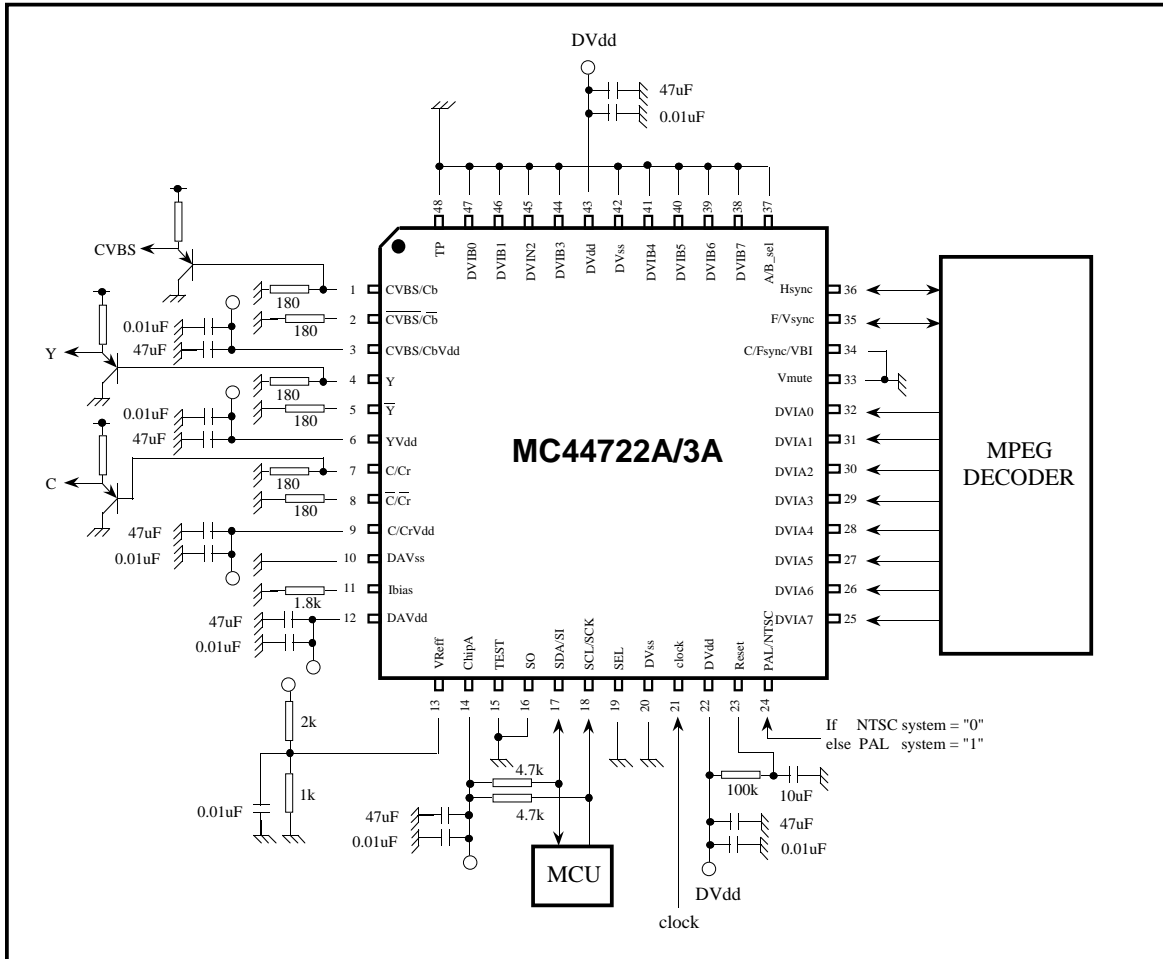 DVdd
47uF
0.01uF
48 47 46 45 44 43 42 41 40 39 38 37
TP DVIB0 DVIB1 DVIN2 DVIB3 DVdd DVss DVIB4 DVIB5 DVIB6 DVIB7 A/B_sel
CVBS
180
1 CVBS/Cb
180
2 CVBS/Cb
0.01uF
47uF
3 CVBS/CbVdd
Y
180
4 Y
180
5 Y
0.01uF
47uF
6 YVdd
C
180
7 C/Cr
180
8 C/Cr
47uF
0.01uF
9 C/CrVdd
10 DAVss
1.8k
11 Ibias
47uF
0.01uF
12 DAVdd
MC44722A/3A
Hsync 36
F/Vsync 35
C/Fsync/VBI 34
Vmute 33
DVIA0 32
DVIA1 31
DVIA2 30
DVIA3 29
DVIA4 28
DVIA5 27
DVIA6 26
DVIA7 25
MPEG
DECODER
VReff ChipA TEST SO SDA/SI SCL/SCK SEL DVss clock DVdd Reset PAL/NTSC
13 14 15 16 17 18 19 20 21 22 23 24
If NTSC system = "0"
else PAL system = "1"
2k
1k
0.01uF
4.7k
4.7k
47uF
0.01uF
MCU
clock
100k
10uF
47uF
0.01uF
DVdd